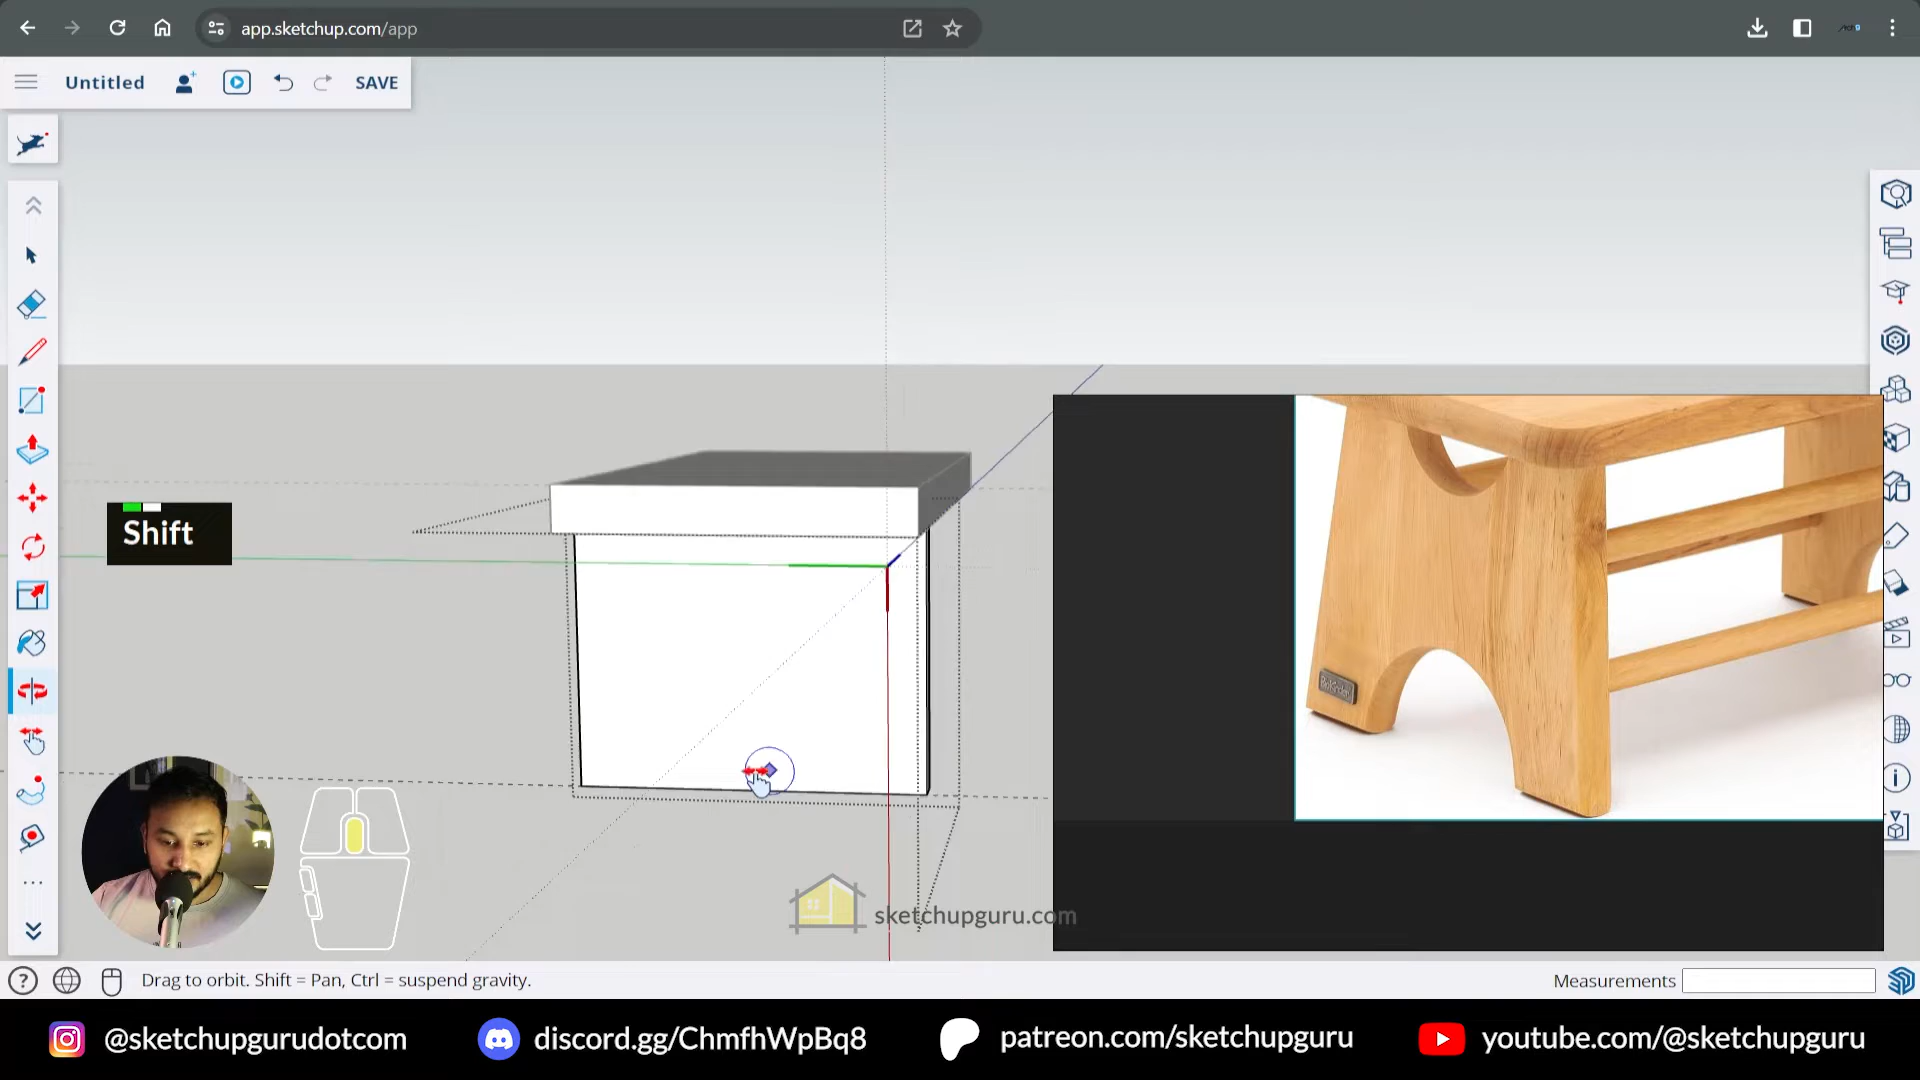 app.sketchup.com/app
Untitled
SAVE
Shift
sketchupguru.com
Drag to orbit. Shift = Pan, Ctrl = suspend gravity.
Measurements
@sketchupgurudotcom
discord.gg/ChmfhWpBq8
patreon.com/sketchupguru
youtube.com/@sketchupguru